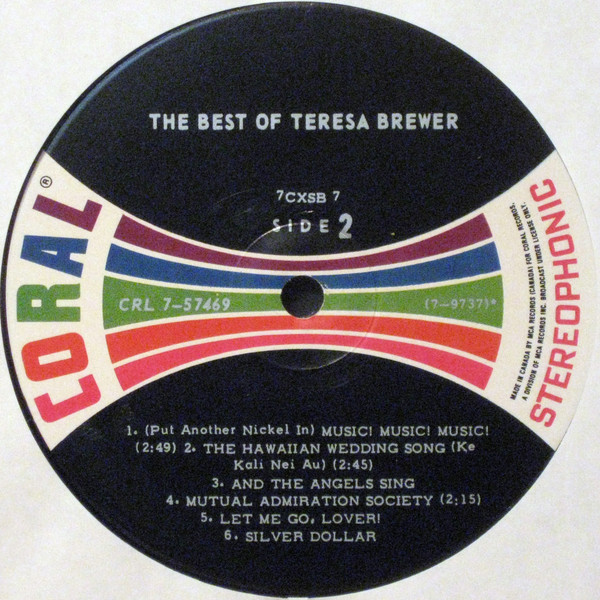 THE BEST OF TERESA BREWER
7CXSB 7
SIDE 2
CORAL®
CRL 7-57469
(7-9737)*
STEREOPHONIC
MADE IN CANADA BY MCA RECORDS (CANADA) FOR CORAL RECORDS,
A DIVISION OF MCA RECORDS INC. BROADCAST UNDER LICENSE ONLY.
1. (Put Another Nickel In) MUSIC! MUSIC! MUSIC!
(2:49) 2. THE HAWAIIAN WEDDING SONG (Ke
Kali Nei Au) (2:45)
3. AND THE ANGELS SING
4. MUTUAL ADMIRATION SOCIETY (2:15)
5. LET ME GO, LOVER!
6. SILVER DOLLAR